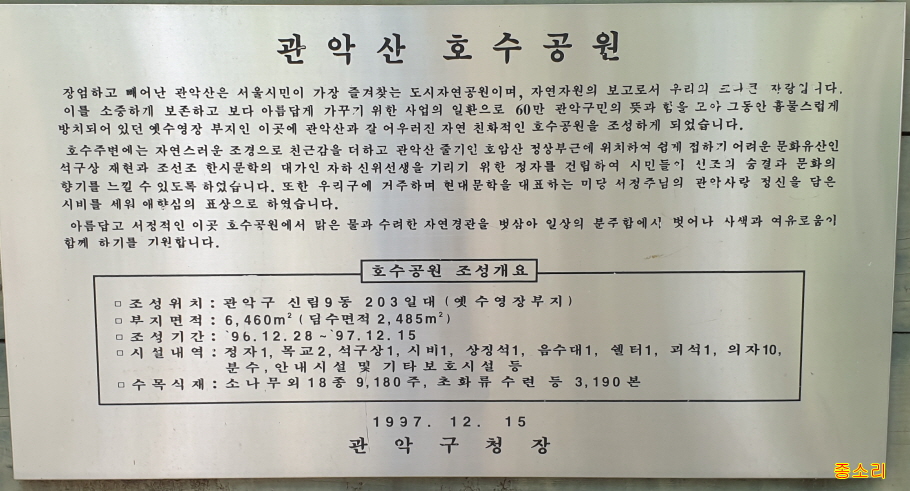 관악산 호수공원
장엄하고 빼어난 관악산은 서울시민이 가장 즐겨찾는 도시자연공원이며, 자연자원의 보고로서 우리의 자랑입니다.
이를 소중하게 보존하고 보다 아름답게 가꾸기 위한 사업의 일환으로 60만 관악구민의 뜻과 힘을 모아 그동안 흉물스럽게
방치되어 있던 옛수영장 부지인 이곳에 관악산과 잘 어우러진 자연 친화적인 호수공원을 조성하게 되었습니다.
호수주변에는 자연스러운 조경으로 친근감을 더하고 관악산 줄기인 호암산 정상부근에 위치하여 쉽게 접하기 어려운 문화유산인
석구상 재현과 조선조 한시문학의 대가인 자하 신위선생을 기리기 위한 정자를 건립하여 시민들이 선조의 숨결과 문화의
향기를 느낄 수 있도록 하였습니다. 또한 우리구에 거주하며 현대문학을 대표하는 미당 서정주님의 관악사랑 정신을 담은
시비를 세워 애향심의 표상으로 하였습니다.
아름답고 서정적인 이곳 호수공원에서 맑은 물과 수려한 자연경관을 벗삼아 일상의 분주함에서 벗어나 사색과 여유로움이
함께 하기를 기원합니다.
호수공원 조성개요
□ 조성위치 : 관악구 신림9동 203일대 (옛수영장부지)
□ 부지면적 : 6,460m² (담수면적 2,485m²)
□ 조성기간 : '96.12.28 ~ '97.12.15
□ 시설내역 : 정자1, 목교2, 석구상1, 시비1, 상징석1, 음수대1, 쉘터1, 괴석1, 의자10,
분수, 안내시설 및 기타보호시설 등
□ 수목식재 : 소나무외 18종 9,180주, 초화류 수련 등 3,190본
1997. 12. 15
관악구청장
좋소리